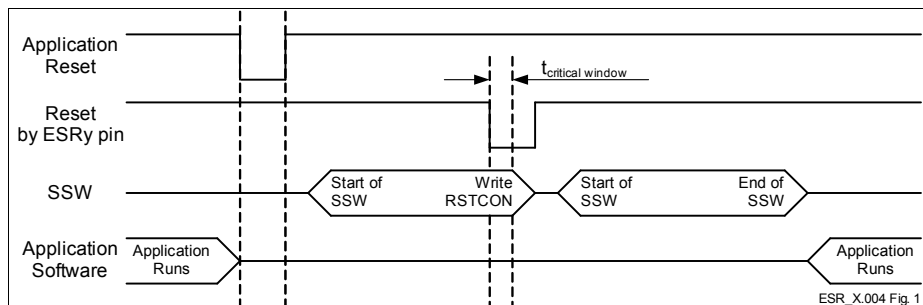 Application
Reset
t critical window
Reset
by ESRy pin
SSW
Start of
SSW
Write
RSTCON
Start of
SSW
End of
SSW
Application
Software
Application
Runs
Application
Runs
ESR_X.004 Fig. 1